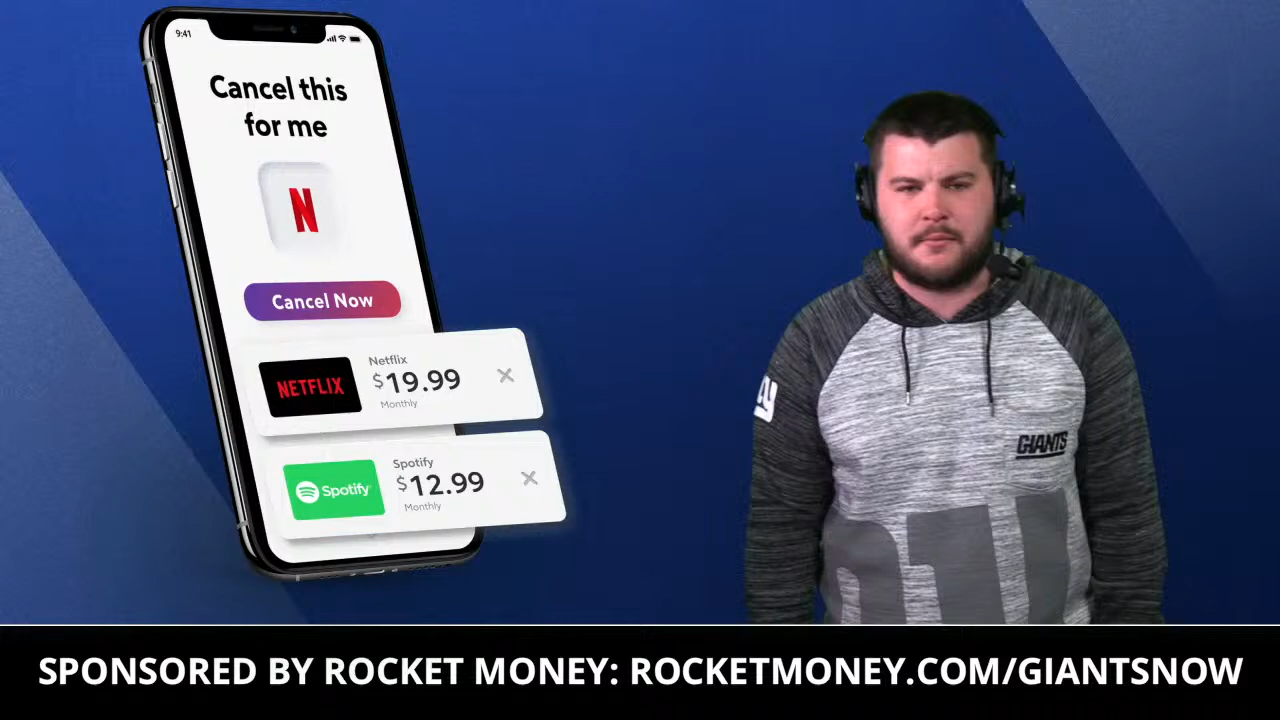 9:41
Cancel this
for me
N
Cancel Now
NETFLIX
Netflix
$19.99
Monthly
Spotify
Spotify
$12.99
Monthly
NY
GIANTS
SPONSORED BY ROCKET MONEY: ROCKETMONEY.COM/GIANTSNOW